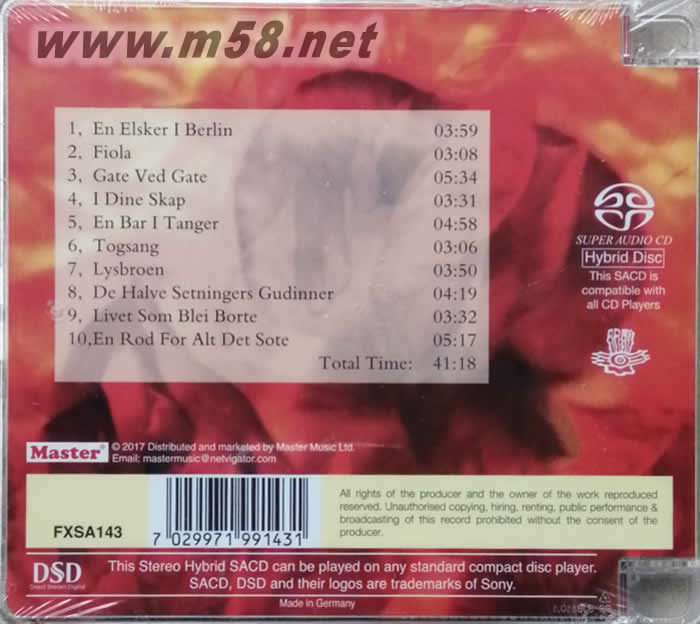 www.m58.net
1, En Elsker I Berlin 03:59
2, Fiola 03:08
3, Gate Ved Gate 05:34
4, I Dine Skap 03:31
5, En Bar I Tanger 04:58
6, Togsang 03:06
7, Lysbroen 03:50
8, De Halve Setningers Gudinner 04:19
9, Livet Som Blei Borte 03:32
10,En Rod For Alt Det Sote 05:17
Total Time: 41:18
SUPER AUDIO CD
Hybrid Disc
This SACD is
compatible with
all CD Players
Master®
© 2017 Distributed and marketed by Master Music Ltd.
Email: mastermusic@netvigator.com
FXSA143
7 029971 991431
All rights of the producer and the owner of the work reproduced
reserved. Unauthorised copying, hiring, renting, public performance &
broadcasting of this record prohibited without the consent of the
producer.
DSD
Direct Stream Digital
This Stereo Hybrid SACD can be played on any standard compact disc player.
SACD, DSD and their logos are trademarks of Sony.
Made in Germany